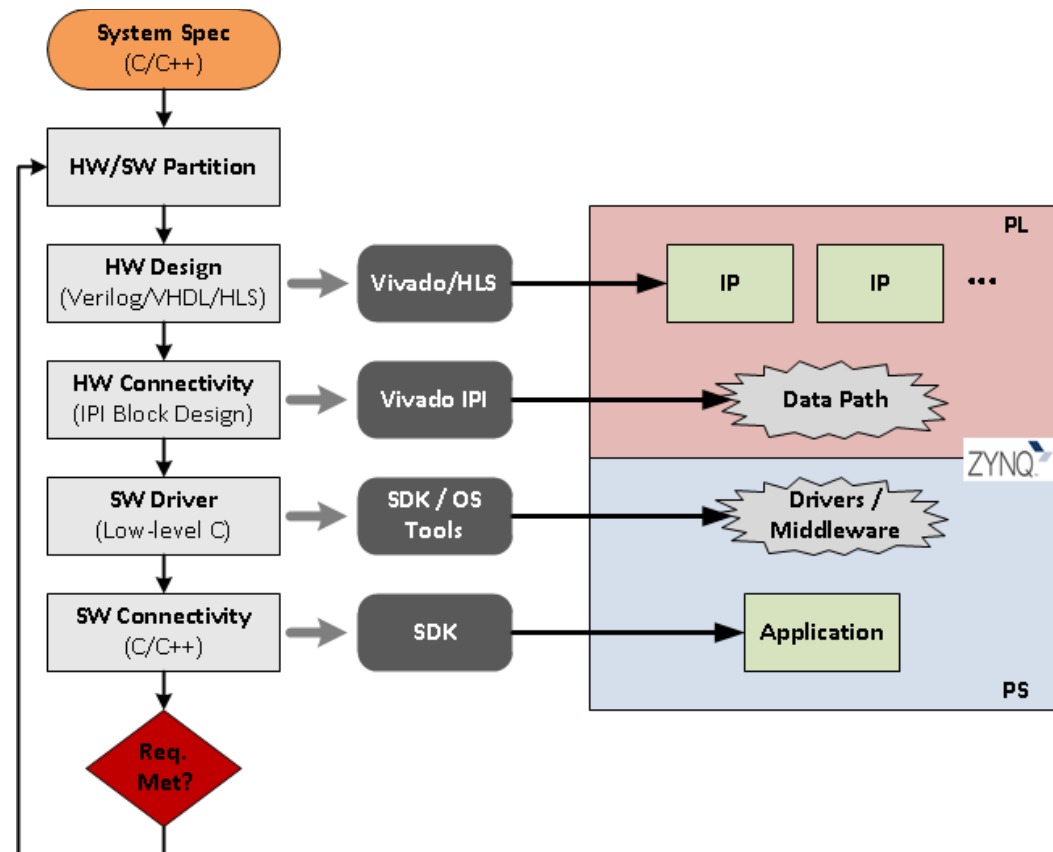 System Spec
(C/C++)
HW/SW Partition
HW Design
(Verilog/VHDL/HLS)
Vivado/HLS
IP
IP
...
PL
HW Connectivity
(IPI Block Design)
Vivado IPI
Data Path
ZYNQ
SW Driver
(Low-level C)
SDK / OS
Tools
Drivers /
Middleware
SW Connectivity
(C/C++)
SDK
Application
PS
Req.
Met?